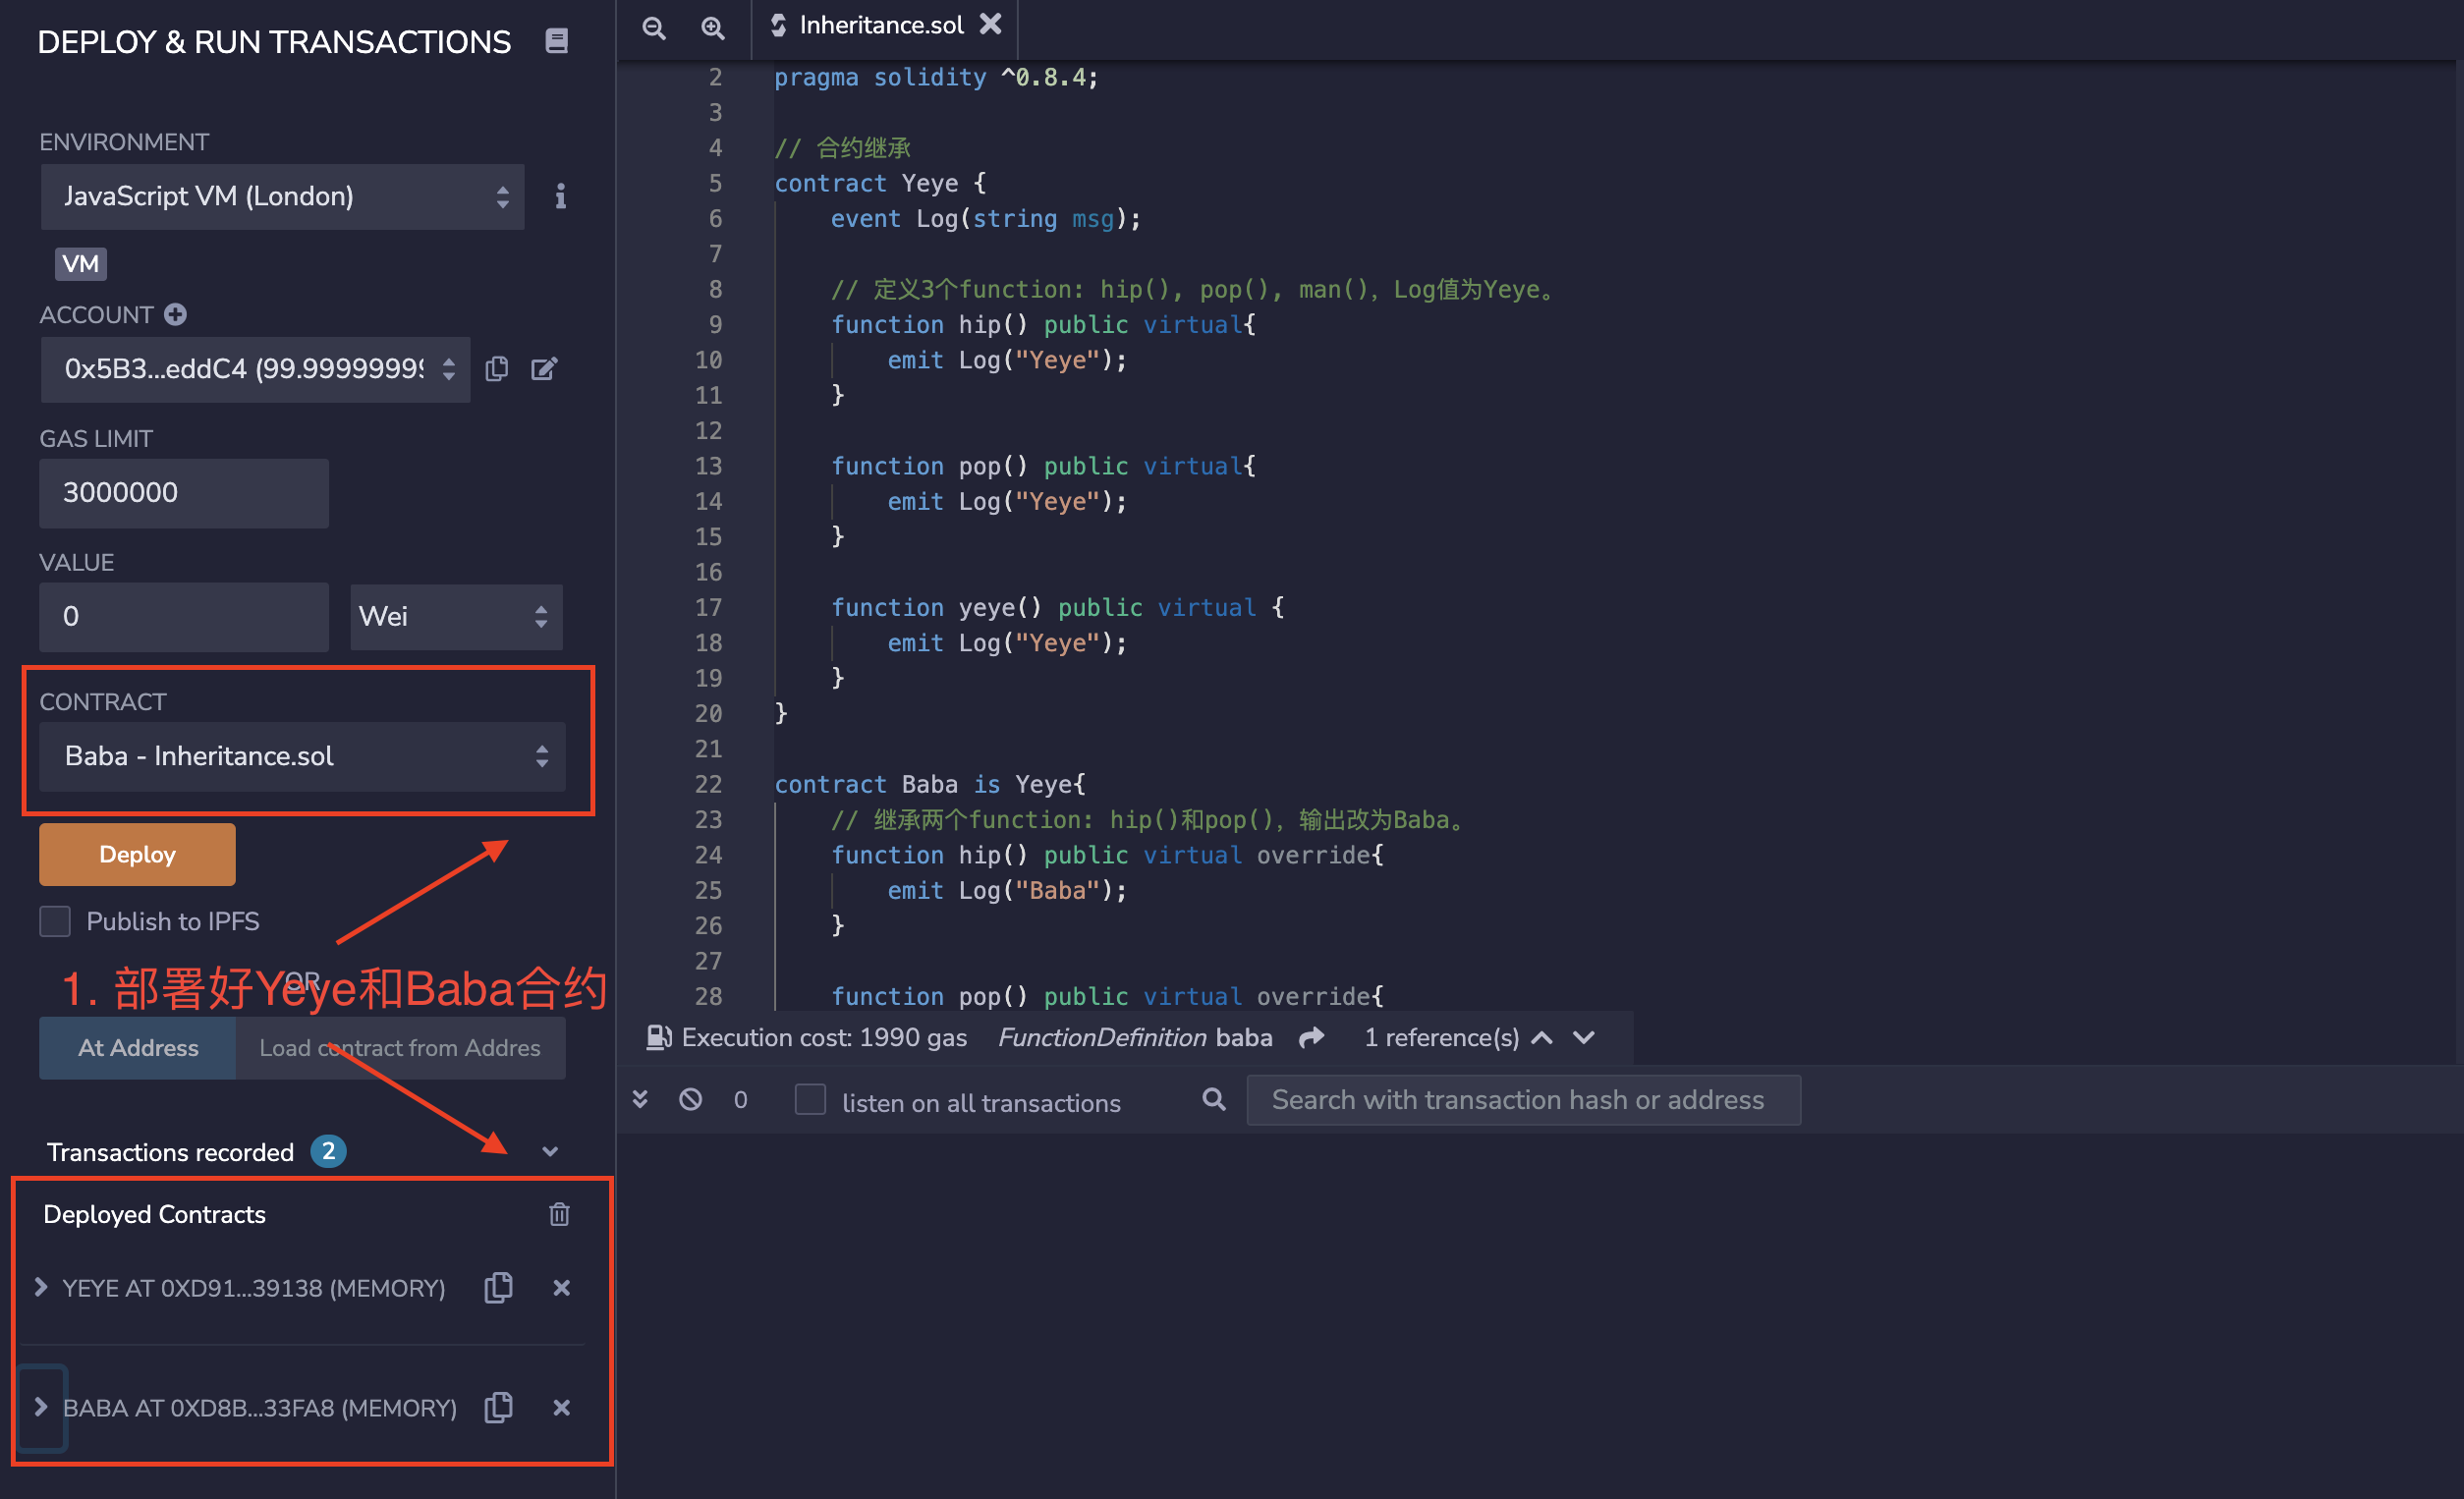 DEPLOY & RUN TRANSACTIONS
ENVIRONMENT
JavaScript VM (London)
VM
ACCOUNT
0x5B3...eddC4 (99.9999999
GAS LIMIT
3000000
VALUE
0
Wei
CONTRACT
Baba - Inheritance.sol
Deploy
Publish to IPFS
OR
1. 部署好Yeye和Baba合约
At Address
Load contract from Addres
Transactions recorded 2
Deployed Contracts
YEYE AT 0XD91...39138 (MEMORY)
BABA AT 0XD8B...33FA8 (MEMORY)
Inheritance.sol
2 pragma solidity ^0.8.4;
3
4 // 合约继承
5 contract Yeye {
6 event Log(string msg);
7
8 // 定义3个function: hip(), pop(), man()，Log值为Yeye。
9 function hip() public virtual{
10 emit Log("Yeye");
11 }
12
13 function pop() public virtual{
14 emit Log("Yeye");
15 }
16
17 function yeye() public virtual {
18 emit Log("Yeye");
19 }
20 }
21
22 contract Baba is Yeye{
23 // 继承两个function: hip()和pop()，输出改为Baba。
24 function hip() public virtual override{
25 emit Log("Baba");
26 }
27
28 function pop() public virtual override{
Execution cost: 1990 gas FunctionDefinition baba 1 reference(s)
0 listen on all transactions Search with transaction hash or address